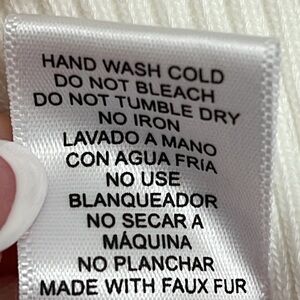 HAND WASH COLD
DO NOT BLEACH
DO NOT TUMBLE DRY
NO IRON
LAVADO A MANO
CON AGUA FRÍA
NO USE
BLANQUEADOR
NO SECAR A
MÁQUINA
NO PLANCHAR
MADE WITH FAUX FUR